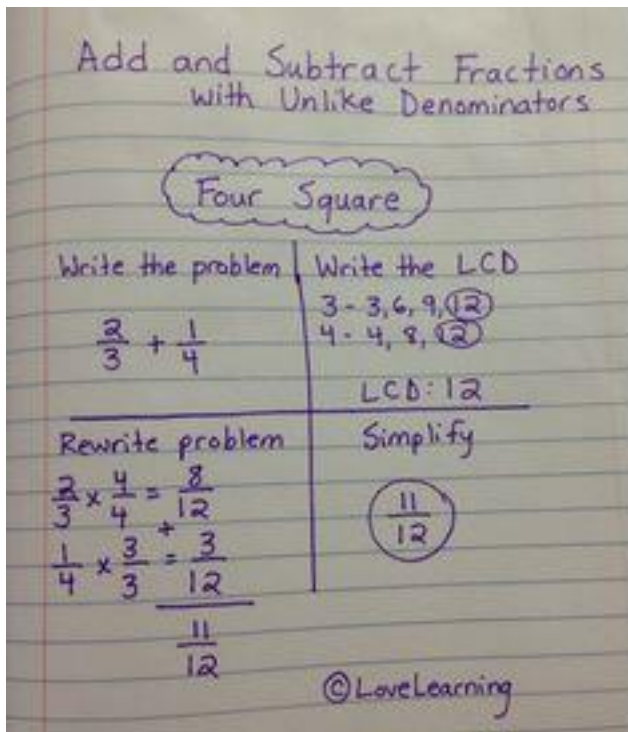 Add and Subtract Fractions
with Unlike Denominators
Four Square
Write the problem
2/3 + 1/4
Write the LCD
3 - 3, 6, 9, 12
4 - 4, 8, 12
LCD: 12
Rewrite problem
2/3 × 4/4 = 8/12
+
1/4 × 3/3 = 3/12
11/12
Simplify
11/12
©LoveLearning